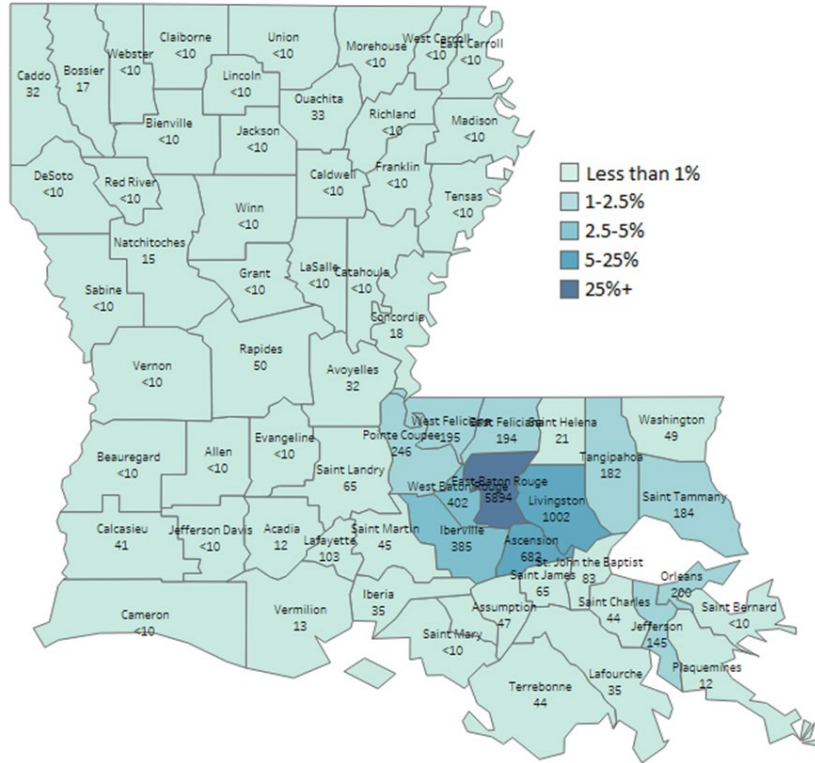 Claiborne
<10
Union
<10
Morehouse
<10
West Carroll
<10
East Carroll
<10
Webster
<10
Bossier
17
Caddo
32
Lincoln
<10
Ouachita
33
Richland
<10
Madison
<10
Bienville
<10
Jackson
<10
DeSoto
<10
Red River
<10
Caldwell
<10
Franklin
<10
Tensas
<10
Winn
<10
Natchitoches
15
Sabine
<10
Grant
<10
LaSalle
<10
Catahoula
<10
Concordia
18
Vernon
<10
Rapides
50
Avoyelles
32
Less than 1%
1-2.5%
2.5-5%
5-25%
25%+
West Feliciana
195
East Feliciana
194
Saint Helena
21
Washington
49
Pointe Coupee
246
Tangipahoa
182
Beauregard
<10
Allen
<10
Evangeline
<10
Saint Landry
65
West Baton Rouge
402
East Baton Rouge
5894
Livingston
1002
Saint Tammany
184
Calcasieu
41
Jefferson Davis
<10
Acadia
12
Lafayette
103
Saint Martin
45
Iberville
385
Ascension
682
St. John the Baptist
83
Saint James
65
Orleans
200
Cameron
<10
Vermilion
13
Iberia
35
Assumption
47
Saint Charles
44
Saint Bernard
<10
Saint Mary
<10
Jefferson
145
Plaquemines
12
Terrebonne
44
Lafourche
35